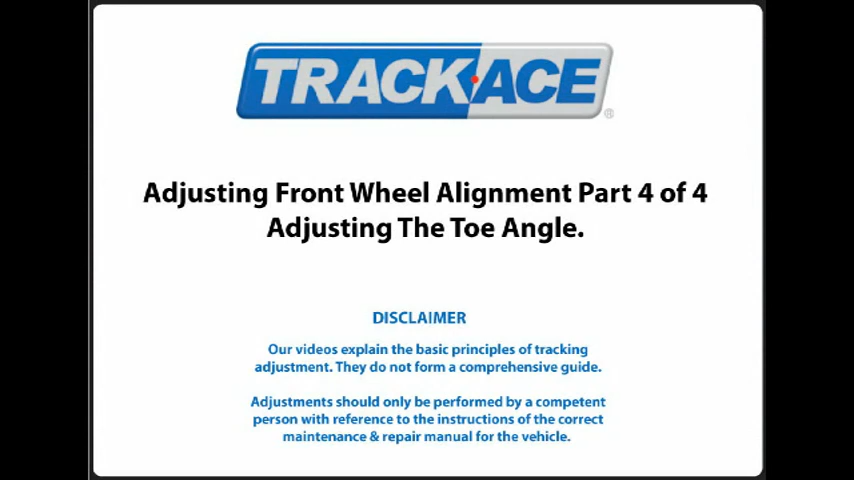 TRACKACE®
Adjusting Front Wheel Alignment Part 4 of 4
Adjusting The Toe Angle.
DISCLAIMER
Our videos explain the basic principles of tracking
adjustment. They do not form a comprehensive guide.
Adjustments should only be performed by a competent
person with reference to the instructions of the correct
maintenance & repair manual for the vehicle.